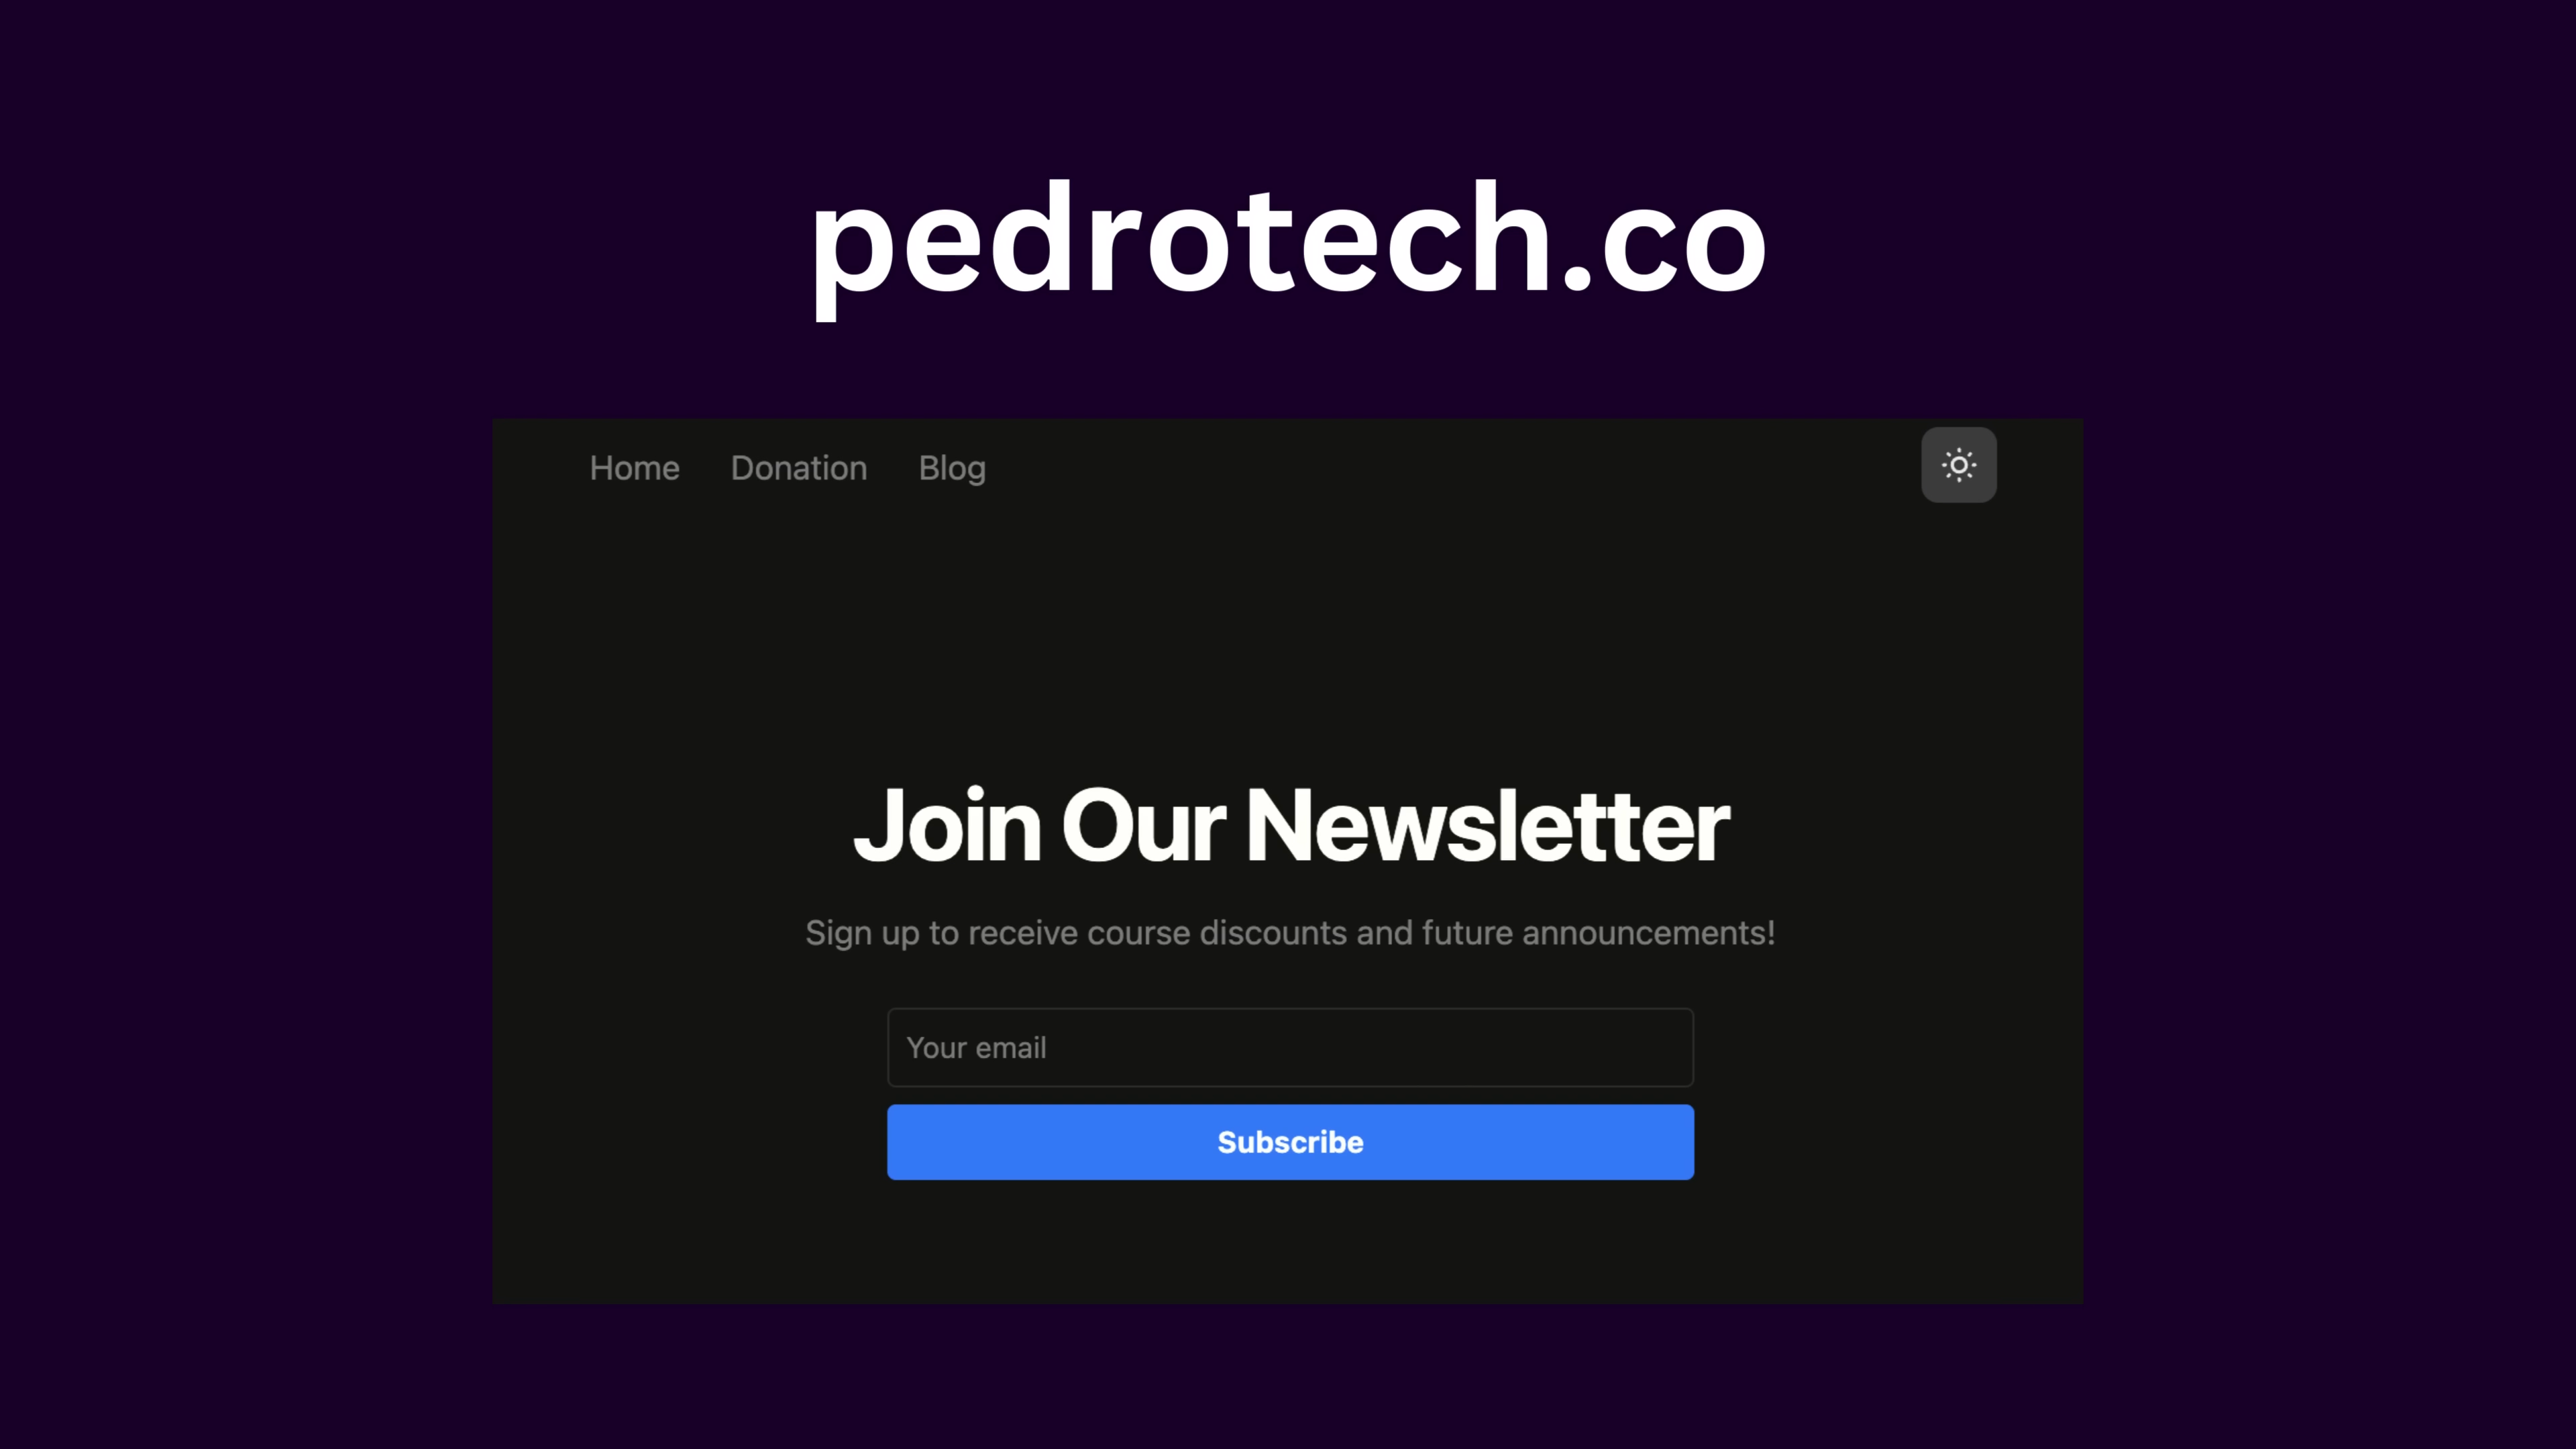 pedrotech.co
Home Donation Blog
Join Our Newsletter
Sign up to receive course discounts and future announcements!
Your email
Subscribe